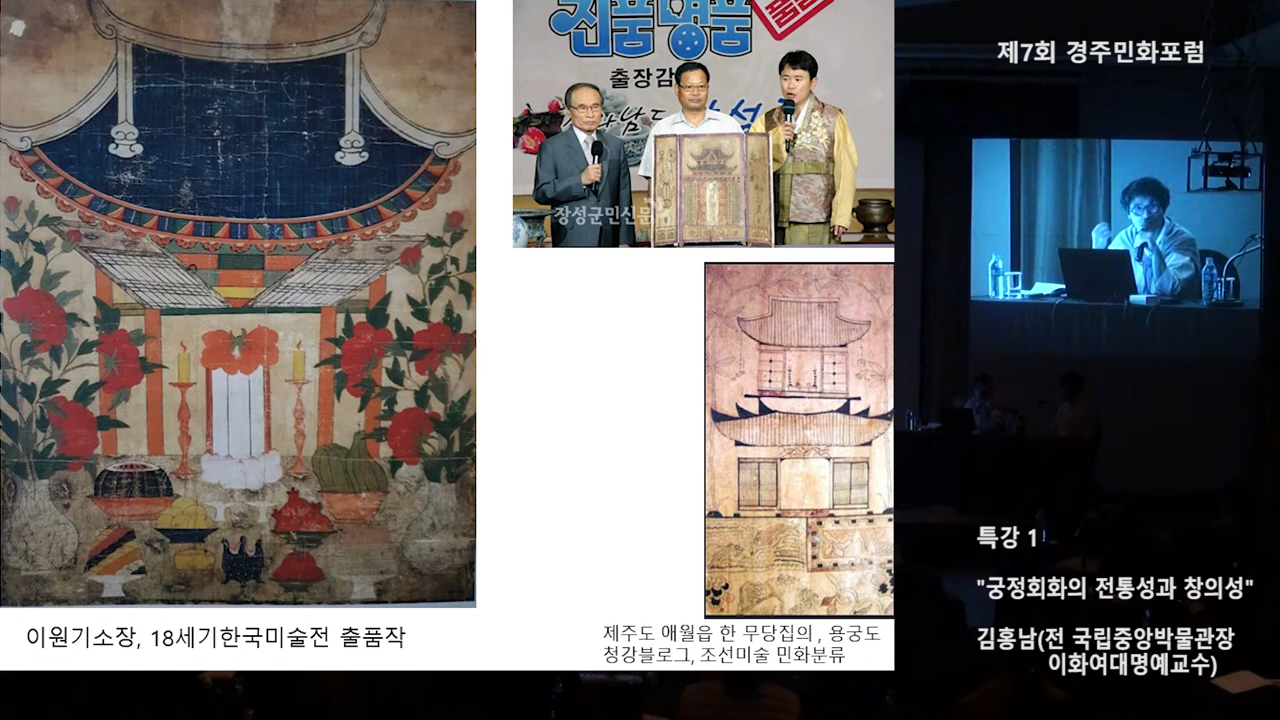 진품명품
출장감
장성군민신문
이원기소장, 18세기한국미술전 출품작
제주도 애월읍 한 무당집의 , 용궁도
청강블로그, 조선미술 민화분류
제7회 경주민화포럼
특강 1
"궁정회화의 전통성과 창의성"
김홍남(전 국립중앙박물관장
이화여대명예교수)